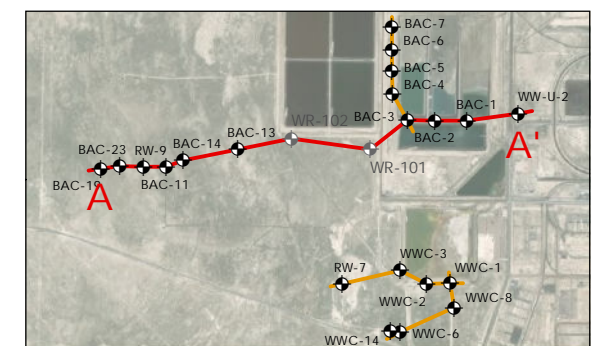 BAC-7
BAC-6
BAC-5
BAC-4
BAC-3
BAC-1
WW-U-2
BAC-2
WR-102
WR-101
BAC-13
BAC-14
RW-9
BAC-23
BAC-11
BAC-19
A
A'
WWC-3
RW-7
WWC-1
WWC-2
WWC-8
WWC-14
WWC-6